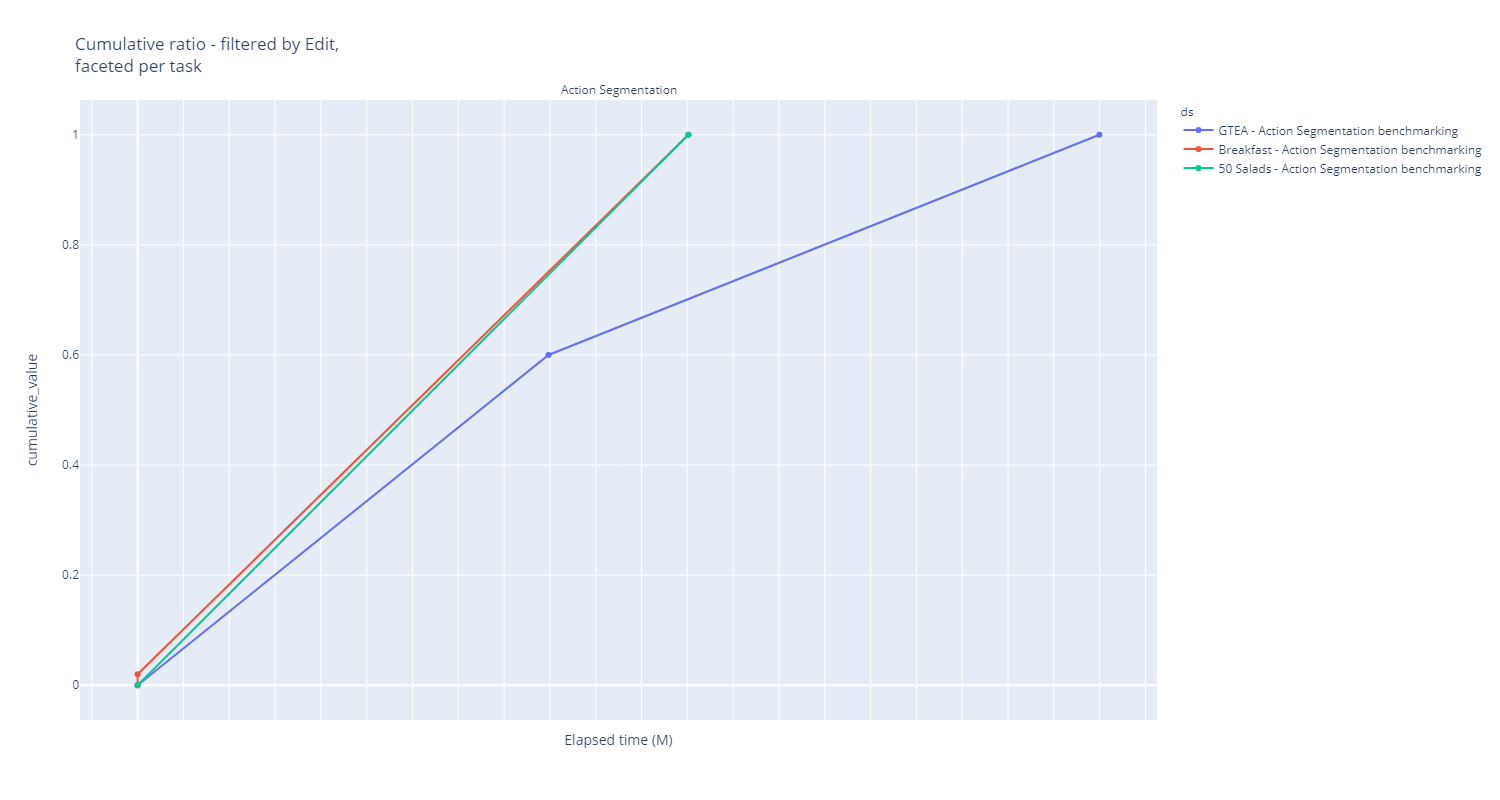 Cumulative ratio - filtered by Edit,
faceted per task
Action Segmentation
ds
GTEA - Action Segmentation benchmarking
Breakfast - Action Segmentation benchmarking
50 Salads - Action Segmentation benchmarking
1
0.8
0.6
0.4
0.2
0
cumulative_value
Elapsed time (M)